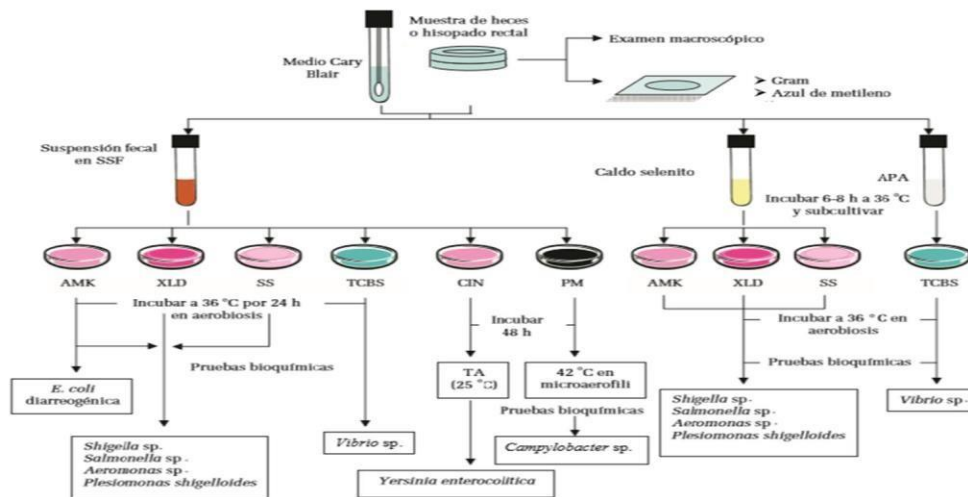 Muestra de heces
o hisopado rectal
Examen macroscópico
Medio Cary
Blair
➤ Gram
➤ Azul de metileno
Suspensión fecal
en SSF
Caldo selenito
APA
Incubar 6-8 h a 36 °C
y subcultivar
AMK XLD SS TCBS CIN PM AMK XLD SS TCBS
Incubar a 36 °C por 24 h
en aerobiosis
Incubar
48 h
Incubar a 36 °C en
aerobiosis
Pruebas bioquímicas
TA
(25 °C)
42 °C en
microaerofili
Pruebas bioquímicas
E. coli
diarreogénica
Pruebas bioquímicas
Shigella sp.
Salmonella sp.
Aeromonas sp.
Plesiomonas shigelloides
Vibrio sp.
Vibrio sp.
Campylobacter sp.
Shigella sp.
Salmonella sp.
Aeromonas sp.
Plesiomonas shigelloides
Yersinia enterocolitica